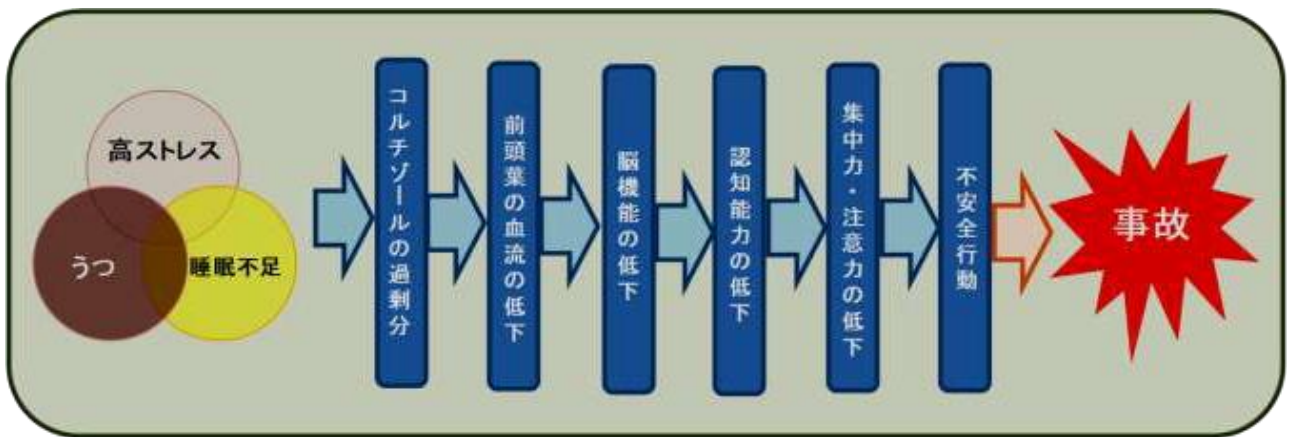 高ストレス
うつ
睡眠不足
コルチゾールの過剰分
前頭葉の血流の低下
脳機能の低下
認知能力の低下
集中力・注意力の低下
不安全行動
事故